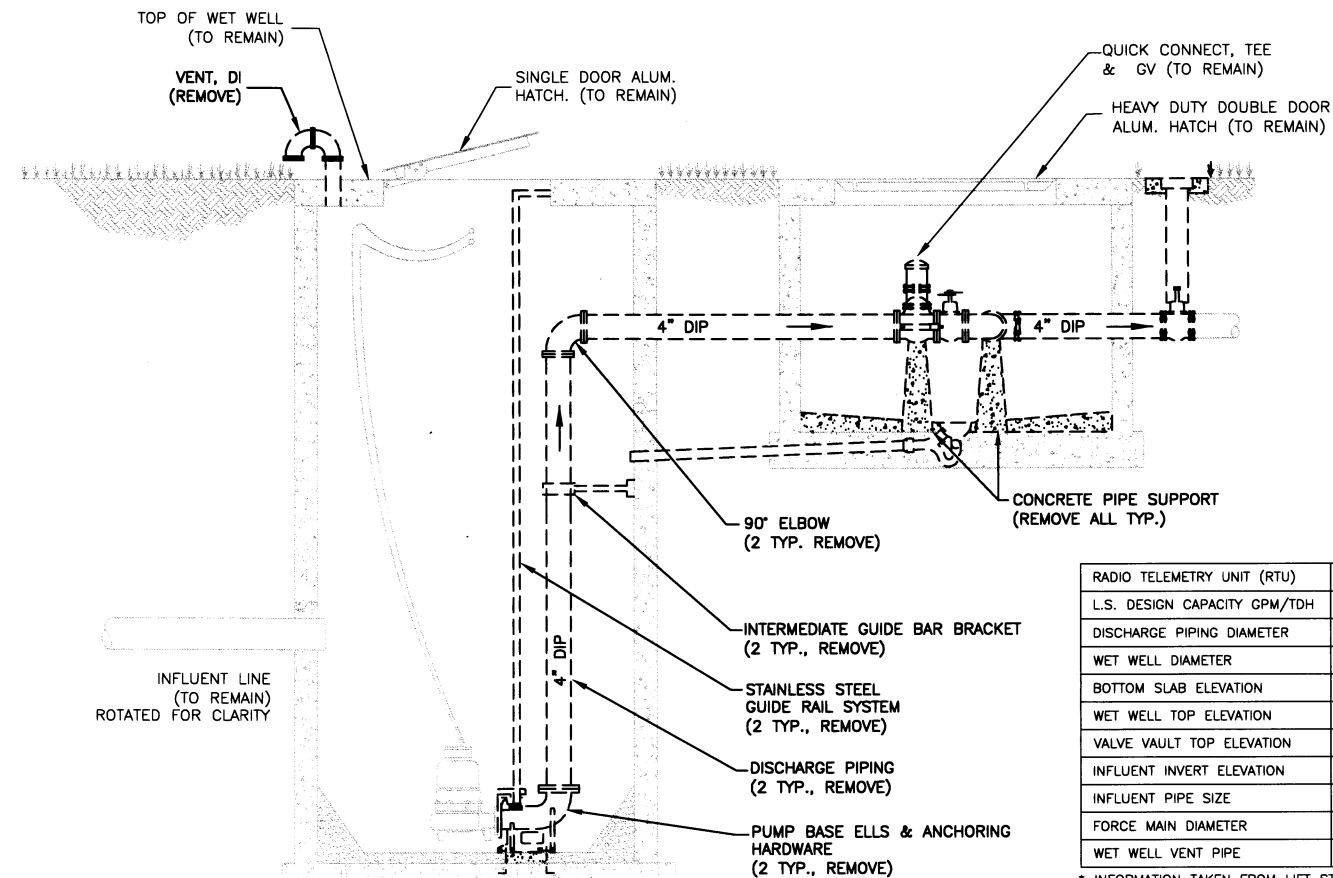 TOP OF WET WELL
(TO REMAIN)
VENT, DI
(REMOVE)
SINGLE DOOR ALUM.
HATCH. (TO REMAIN)
QUICK CONNECT, TEE
& GV (TO REMAIN)
HEAVY DUTY DOUBLE DOOR
ALUM. HATCH (TO REMAIN)
4" DIP
4" DIP
CONCRETE PIPE SUPPORT
(REMOVE ALL TYP.)
90° ELBOW
(2 TYP. REMOVE)
INTERMEDIATE GUIDE BAR BRACKET
(2 TYP., REMOVE)
4" DIP
INFLUENT LINE
(TO REMAIN)
ROTATED FOR CLARITY
STAINLESS STEEL
GUIDE RAIL SYSTEM
(2 TYP., REMOVE)
DISCHARGE PIPING
(2 TYP., REMOVE)
PUMP BASE ELLS & ANCHORING
HARDWARE
(2 TYP., REMOVE)
RADIO TELEMETRY UNIT (RTU)
L.S. DESIGN CAPACITY GPM/TDH
DISCHARGE PIPING DIAMETER
WET WELL DIAMETER
BOTTOM SLAB ELEVATION
WET WELL TOP ELEVATION
VALVE VAULT TOP ELEVATION
INFLUENT INVERT ELEVATION
INFLUENT PIPE SIZE
FORCE MAIN DIAMETER
WET WELL VENT PIPE
* INFORMATION TAKEN FROM LIFT ST